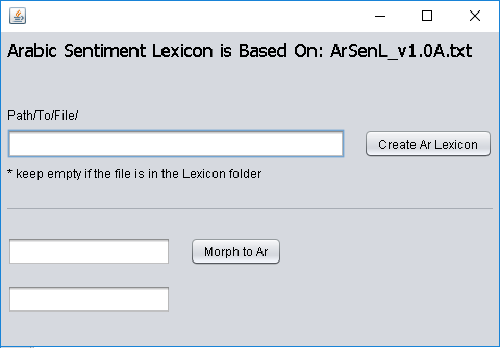 Arabic Sentiment Lexicon is Based On: ArSenL_v1.0A.txt
Path/To/File/
Create Ar Lexicon
* keep empty if the file is in the Lexicon folder
Morph to Ar